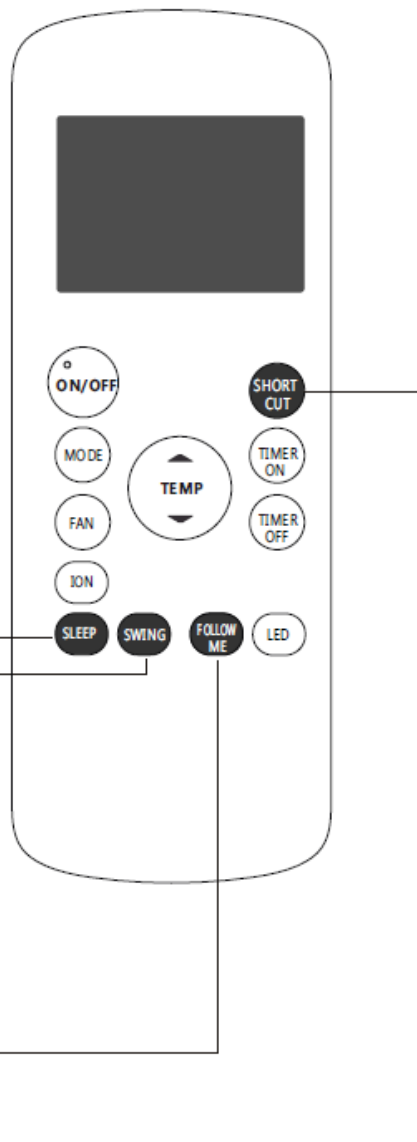 ON/OFF
SHORT
CUT
MODE
TEMP
TIMER
ON
FAN
TIMER
OFF
ION
SLEEP
SWING
FOLLOW
ME
LED